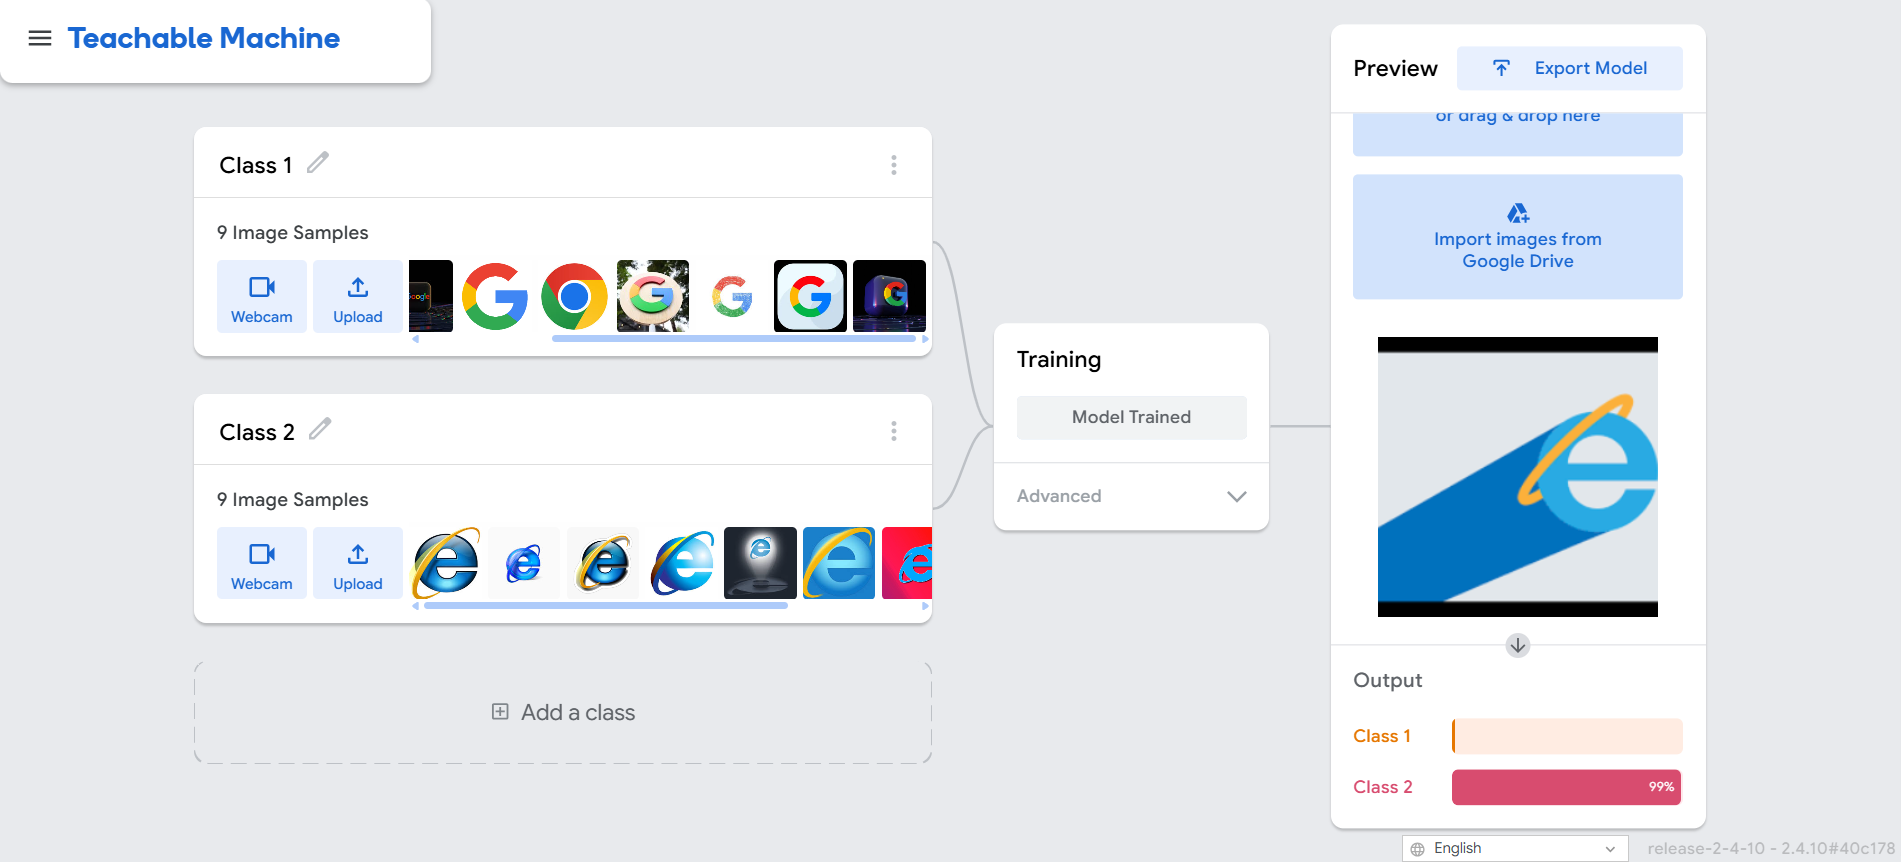 Teachable Machine
Class 1
9 Image Samples
Webcam
Upload
Google
Class 2
9 Image Samples
Webcam
Upload
Add a class
Training
Model Trained
Advanced
Preview
Export Model
or drag & drop here
Import images from
Google Drive
Output
Class 1
Class 2
99%
English
release-2-4-10 - 2.4.10#40c178